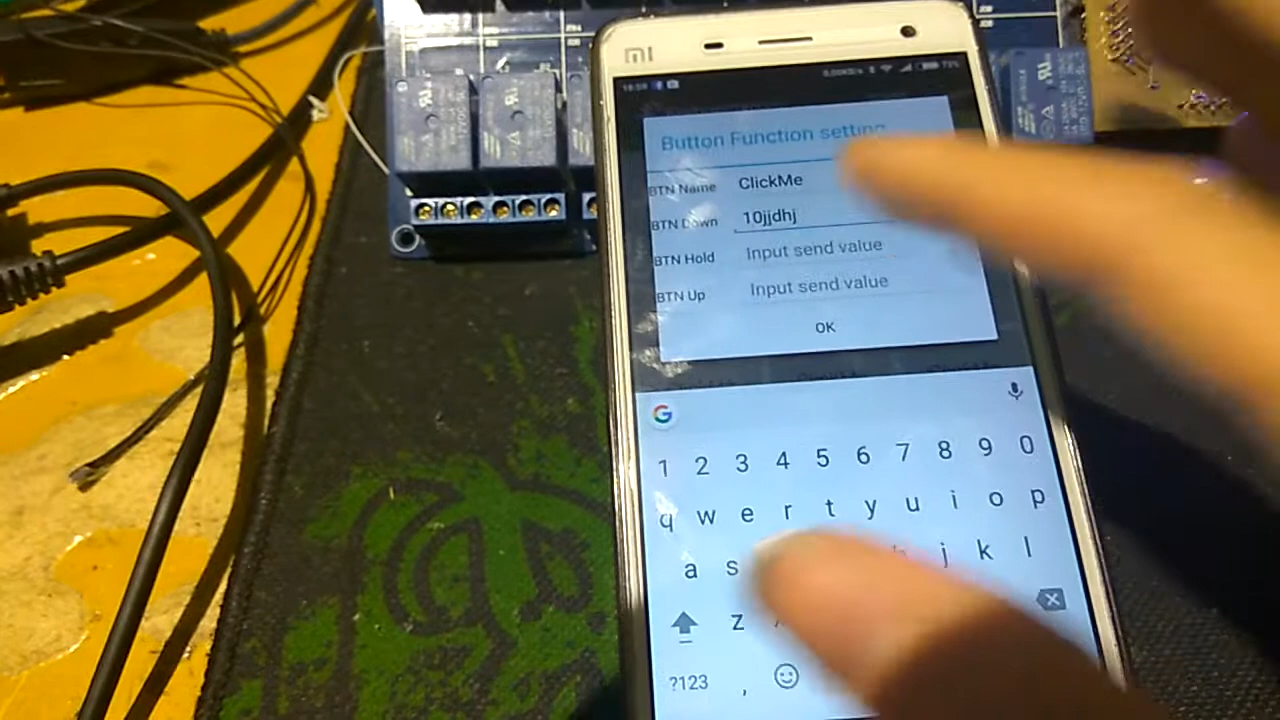 mi
Button Function setting
BTN Name ClickMe
BTN Down 10jjdhj
BTN Hold Input send value
BTN Up Input send value
OK
G
1 2 3 4 5 6 7 8 9 0
q w e r t y u i o p
a s j k l
z
?123 ,